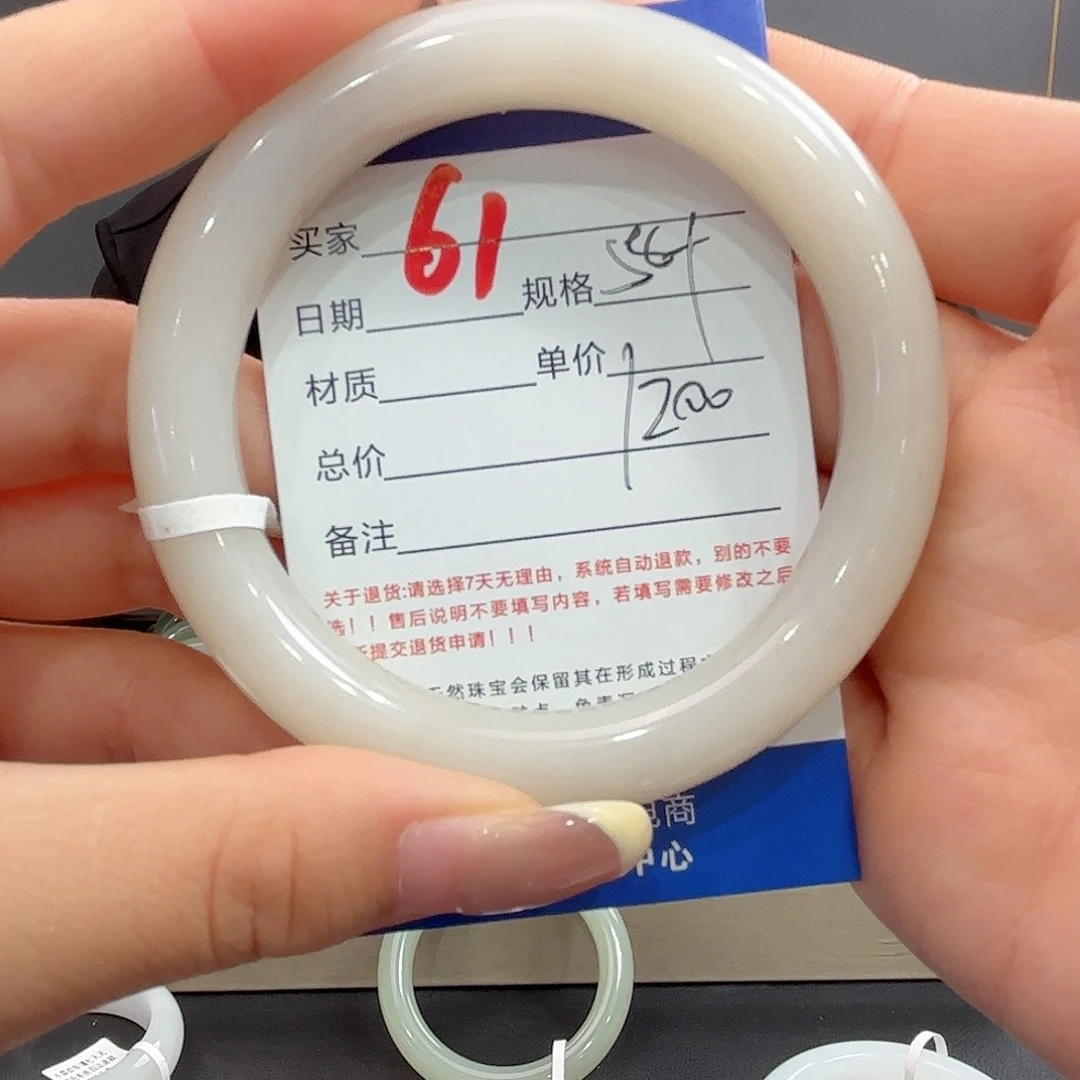 买家 61
日期 规格 561
材质 单价 1200
总价
备注
关于退货:请选择7天无理由，系统自动退款，别的不要
选！！售后说明不要填写内容，若填写需要修改之后
提交退货申请！！！
天然珠宝会保留其在形成过程
电商
中心